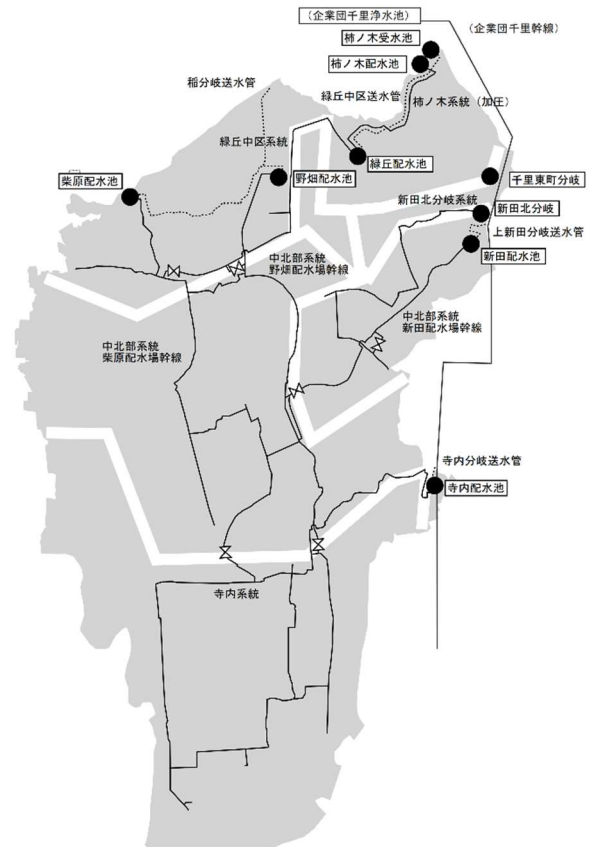 (企業団千里浄水池)
(企業団千里幹線)
柿ノ木受水池
柿ノ木配水池
稲分岐送水管
緑丘中区送水管
柿ノ木系統(加圧)
緑丘中区系統
緑丘配水池
柴原配水池
野畑配水池
千里東町分岐
新田北分岐系統
新田北分岐
上新田分岐送水管
新田配水池
中北部系統
野畑配水場幹線
中北部系統
新田配水場幹線
中北部系統
柴原配水場幹線
寺内分岐送水管
寺内配水池
寺内系統